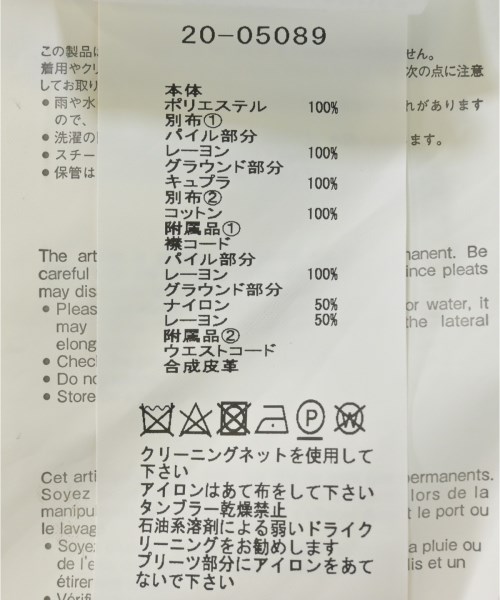 20-05089
本体
ポリエステル 100%
別布①
パイル部分
レーヨン 100%
グラウンド部分
キュプラ 100%
別布②
コットン 100%
附属品①
襟コード
パイル部分
レーヨン 100%
グラウンド部分
ナイロン 50%
レーヨン 50%
附属品②
ウエストコード
合成皮革
P
W
クリーニングネットを使用して
下さい
アイロンはあて布をして下さい
タンブラー乾燥禁止
石油系溶剤による弱いドライク
リーニングをお勧めします
プリーツ部分にアイロンをあて
ないで下さい
この製品に
せん。
着用やクリ
次の点に注意
してお取り
● 雨や水
れがあります
ので、
● 洗濯の
ます。
● スチー
● 保管は
The art
manent. Be
careful
ince pleats
may dis
● Pleas
or water, it
may
the lateral
elong
● Chec
● Do no
● Store
Cet arti
permanents.
Soyez
lors de la
manipu
t le port ou
le lavag
● Soye
a pluie ou
de l'e
lis et un
étirer
● Vérif